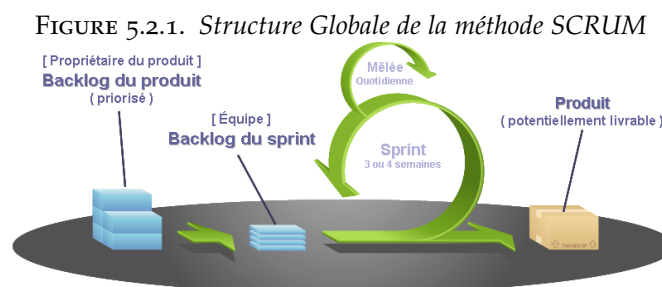 FIGURE 5.2.1. Structure Globale de la méthode SCRUM
[ Propriétaire du produit ]
Backlog du produit
( priorisé )
[ Équipe ]
Backlog du sprint
Mêlée
Quotidienne
Sprint
3 ou 4 semaines
Produit
( potentiellement livrable )